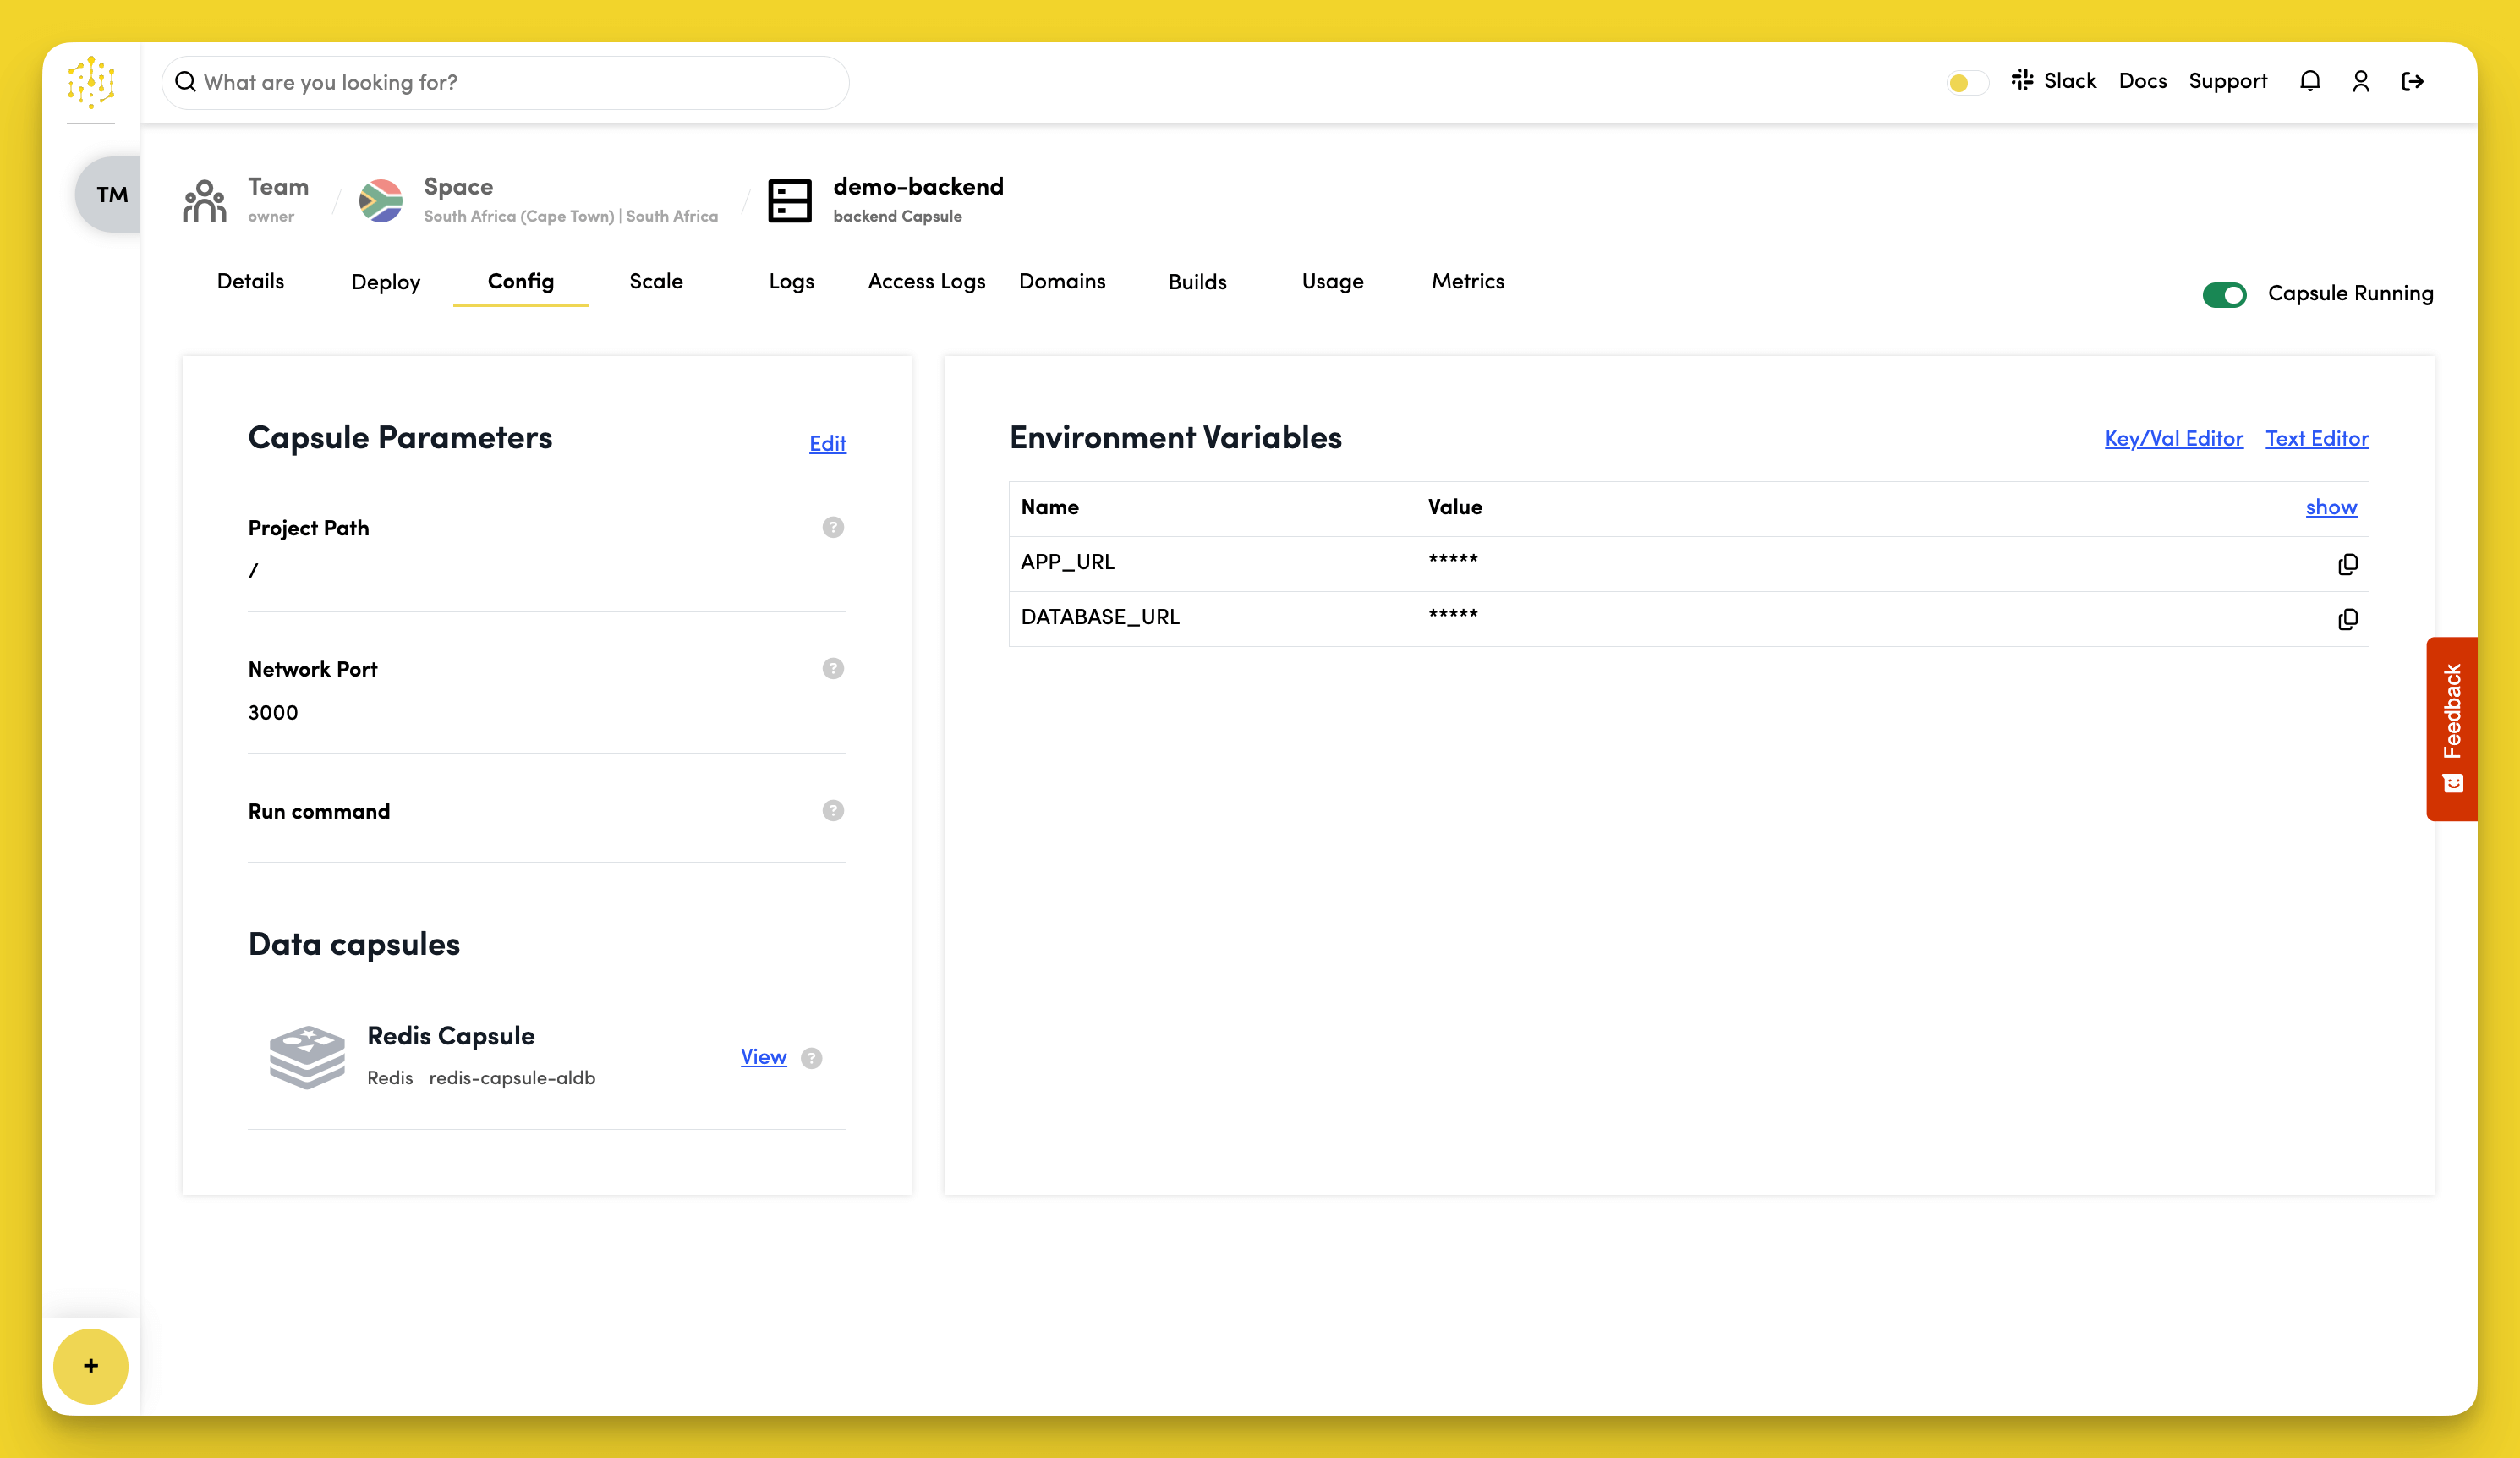 What are you looking for?
Slack Docs Support
TM
Team
owner
Space
South Africa (Cape Town) | South Africa
demo-backend
backend Capsule
Details Deploy Config Scale Logs Access Logs Domains Builds Usage Metrics
Capsule Running
Capsule Parameters
Edit
Project Path
?
/
Network Port
?
3000
Run command
?
Data capsules
Redis Capsule
Redis redis-capsule-aldb
View
?
Environment Variables
Key/Val Editor Text Editor
Name Value show
APP_URL *****
DATABASE_URL *****
Feedback
+